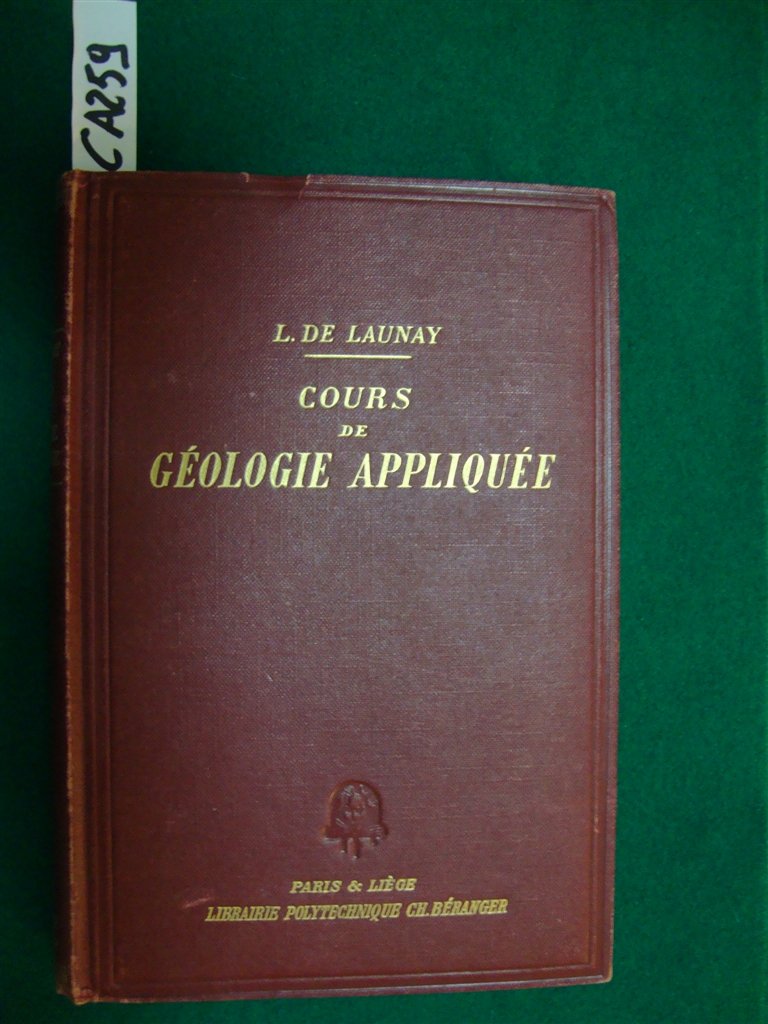 CA259
L. DE LAUNAY
COURS
DE
GÉOLOGIE APPLIQUÉE
PARIS & LIÈGE
LIBRAIRIE POLYTECHNIQUE CH. BÉRANGER